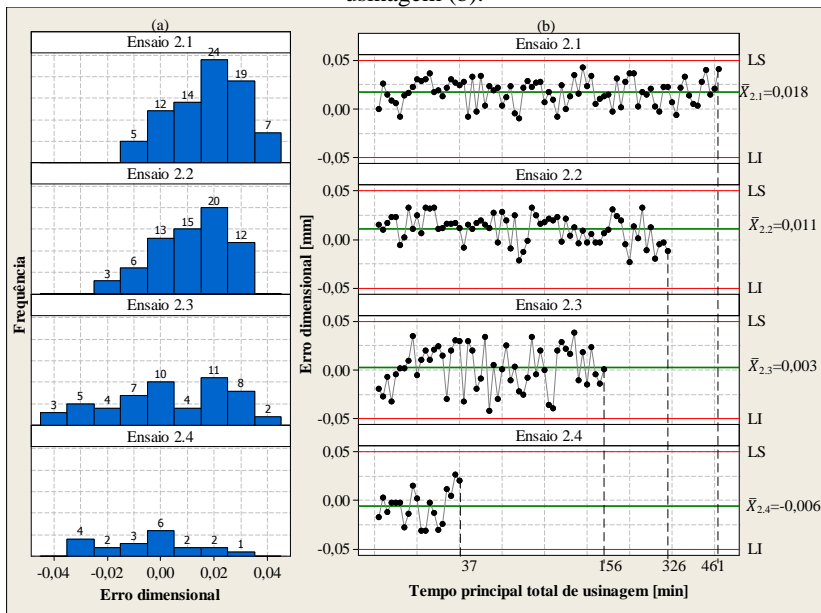 usinagem (b).
(a)
(b)
Frequência
Ensaio 2.1
5
12
14
24
19
7
Ensaio 2.2
3
6
13
15
20
12
Ensaio 2.3
3
5
4
7
10
4
11
8
2
Ensaio 2.4
4
2
3
6
2
2
1
-0,04 -0,02 0,00 0,02 0,04
Erro dimensional
Erro dimensional [mm]
Ensaio 2.1
0,05
0,00
-0,05
LS
X̄2.1=0,018
LI
Ensaio 2.2
0,05
0,00
-0,05
LS
X̄2.2=0,011
LI
Ensaio 2.3
0,05
0,00
-0,05
LS
X̄2.3=0,003
LI
Ensaio 2.4
0,05
0,00
-0,05
LS
X̄2.4=-0,006
LI
37 156 326 461
Tempo principal total de usinagem [min]